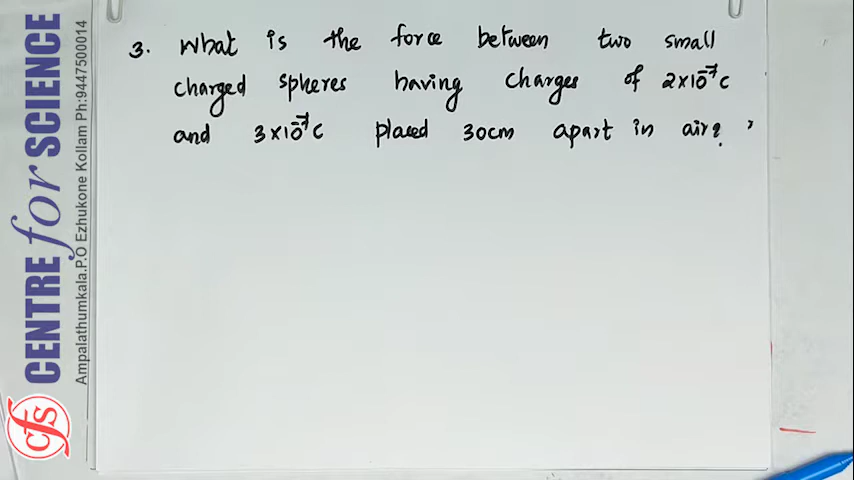 3. What is the force between two small
charged spheres having charges of 2×10⁻⁷C
and 3×10⁻⁷C placed 30cm apart in air?
CENTRE for SCIENCE
Ampalathumkala.P.O Ezhukone Kollam Ph:9447500014
cfs